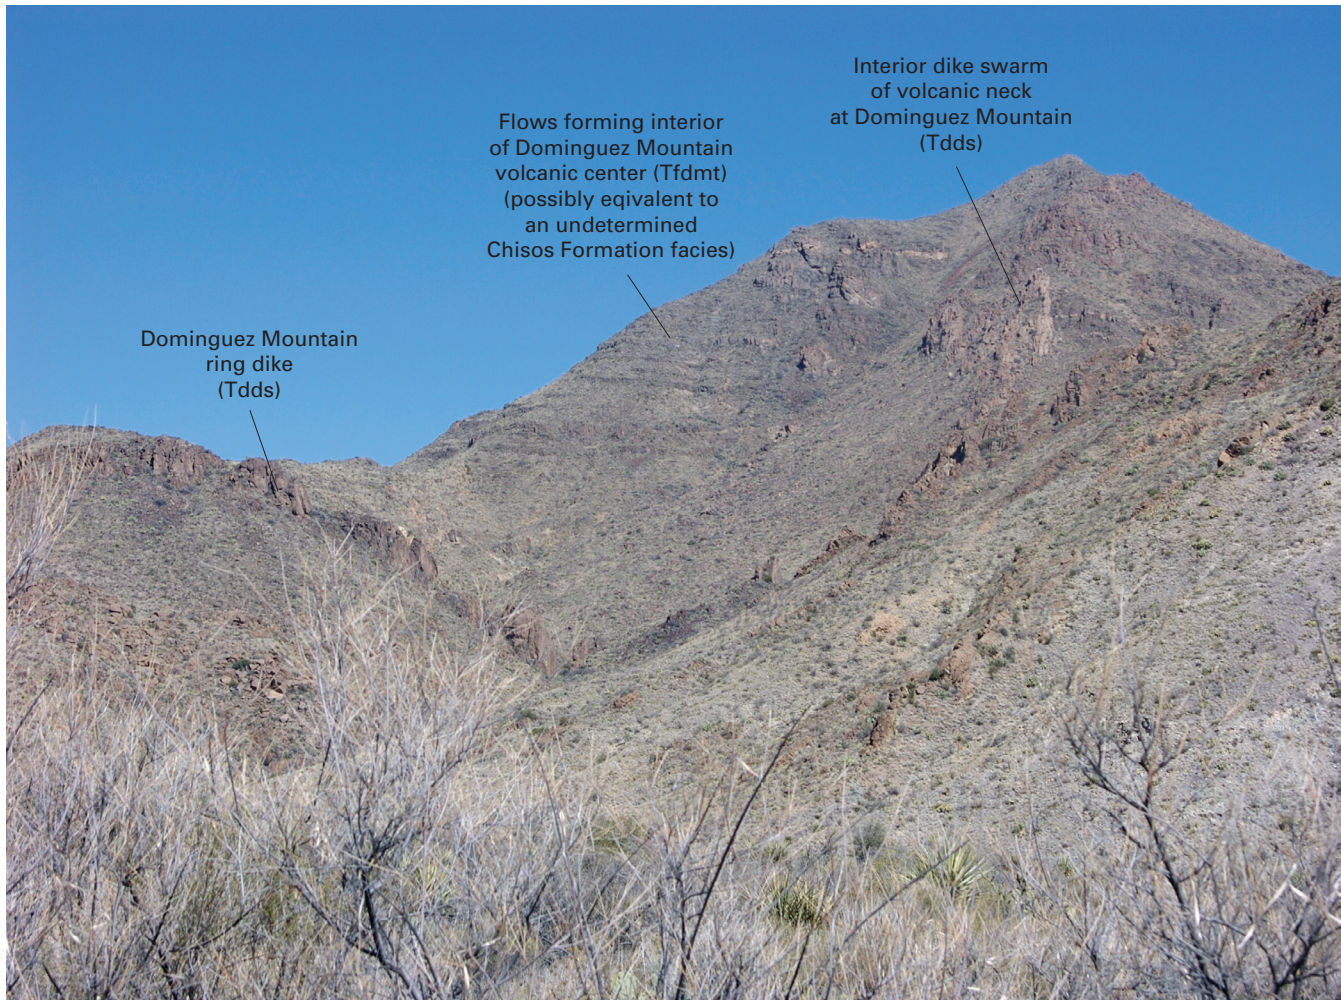 Interior dike swarm
of volcanic neck
at Dominguez Mountain
(Tdds)
Flows forming interior
of Dominguez Mountain
volcanic center (Tfdmt)
(possibly eqivalent to
an undetermined
Chisos Formation facies)
Dominguez Mountain
ring dike
(Tdds)